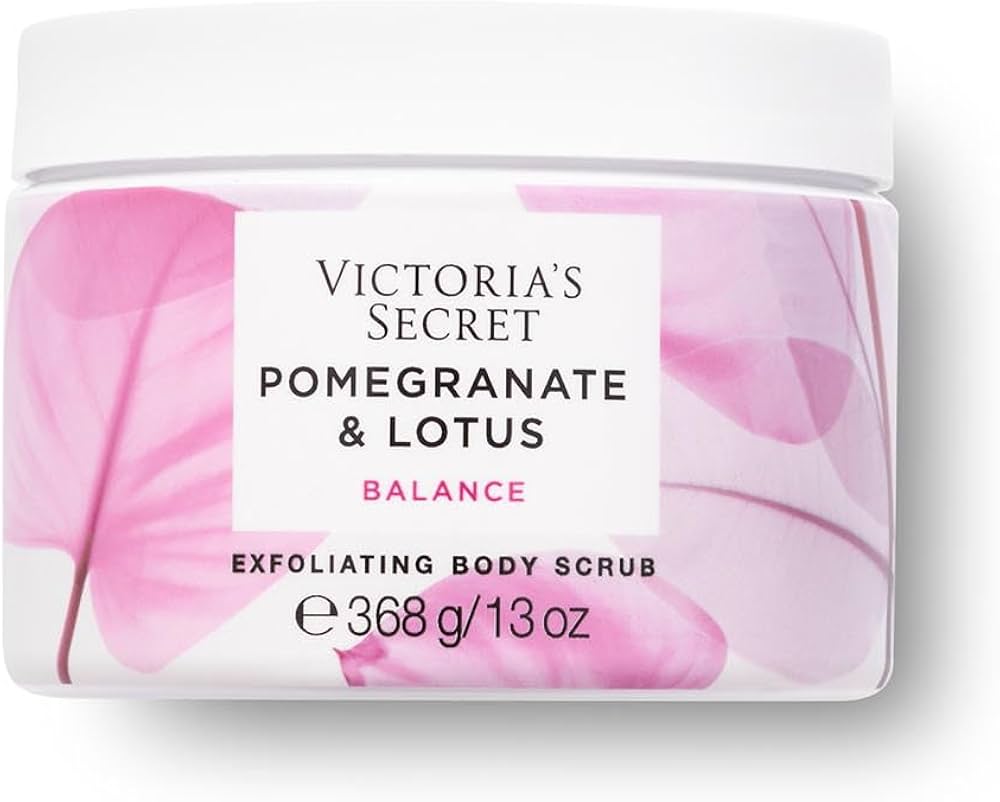 VICTORIA'S
SECRET
POMEGRANATE
& LOTUS
BALANCE
EXFOLIATING BODY SCRUB
℮ 368 g/13 oz